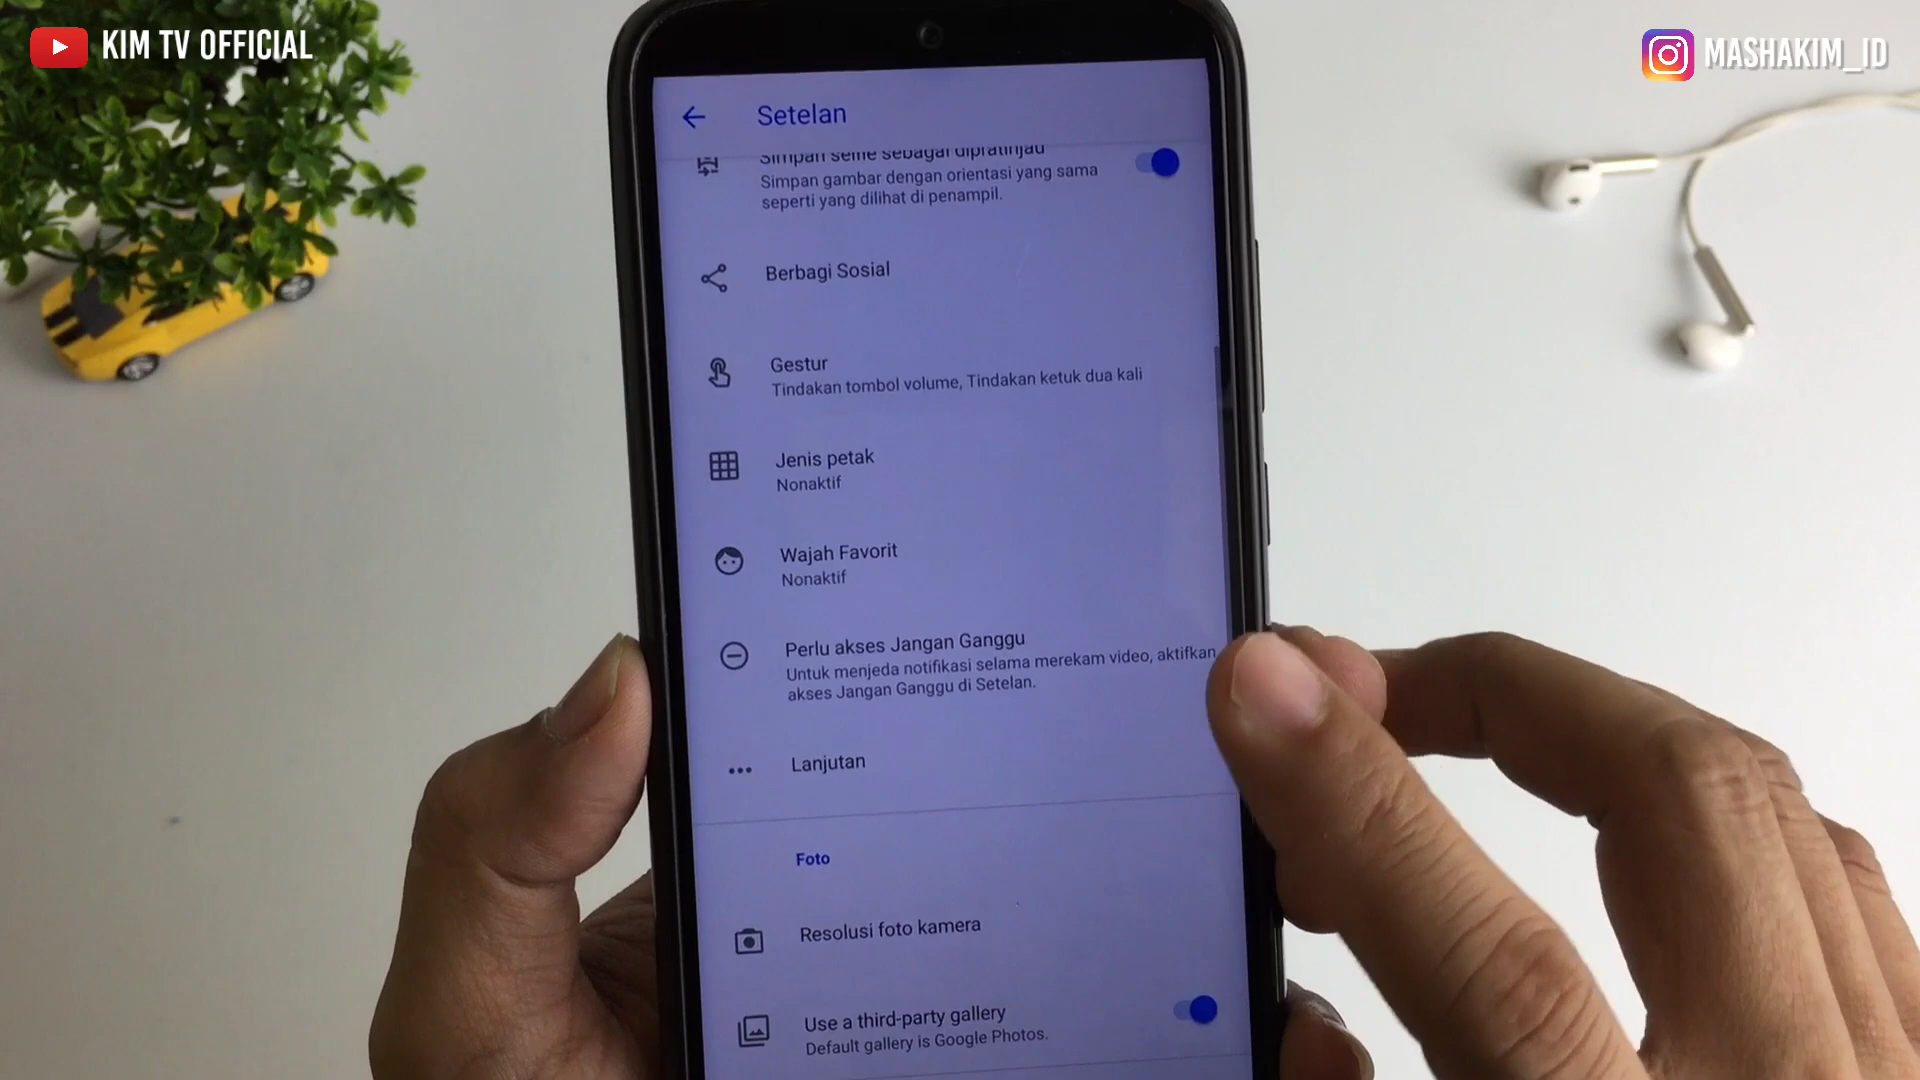 KIM TV OFFICIAL
MASHAKIM_ID
Setelan
Simpan selfie sebagai dipratinjau
Simpan gambar dengan orientasi yang sama
seperti yang dilihat di penampil.
Berbagi Sosial
Gestur
Tindakan tombol volume, Tindakan ketuk dua kali
Jenis petak
Nonaktif
Wajah Favorit
Nonaktif
Perlu akses Jangan Ganggu
Untuk menjeda notifikasi selama merekam video, aktifkan
akses Jangan Ganggu di Setelan.
Lanjutan
Foto
Resolusi foto kamera
Use a third-party gallery
Default gallery is Google Photos.